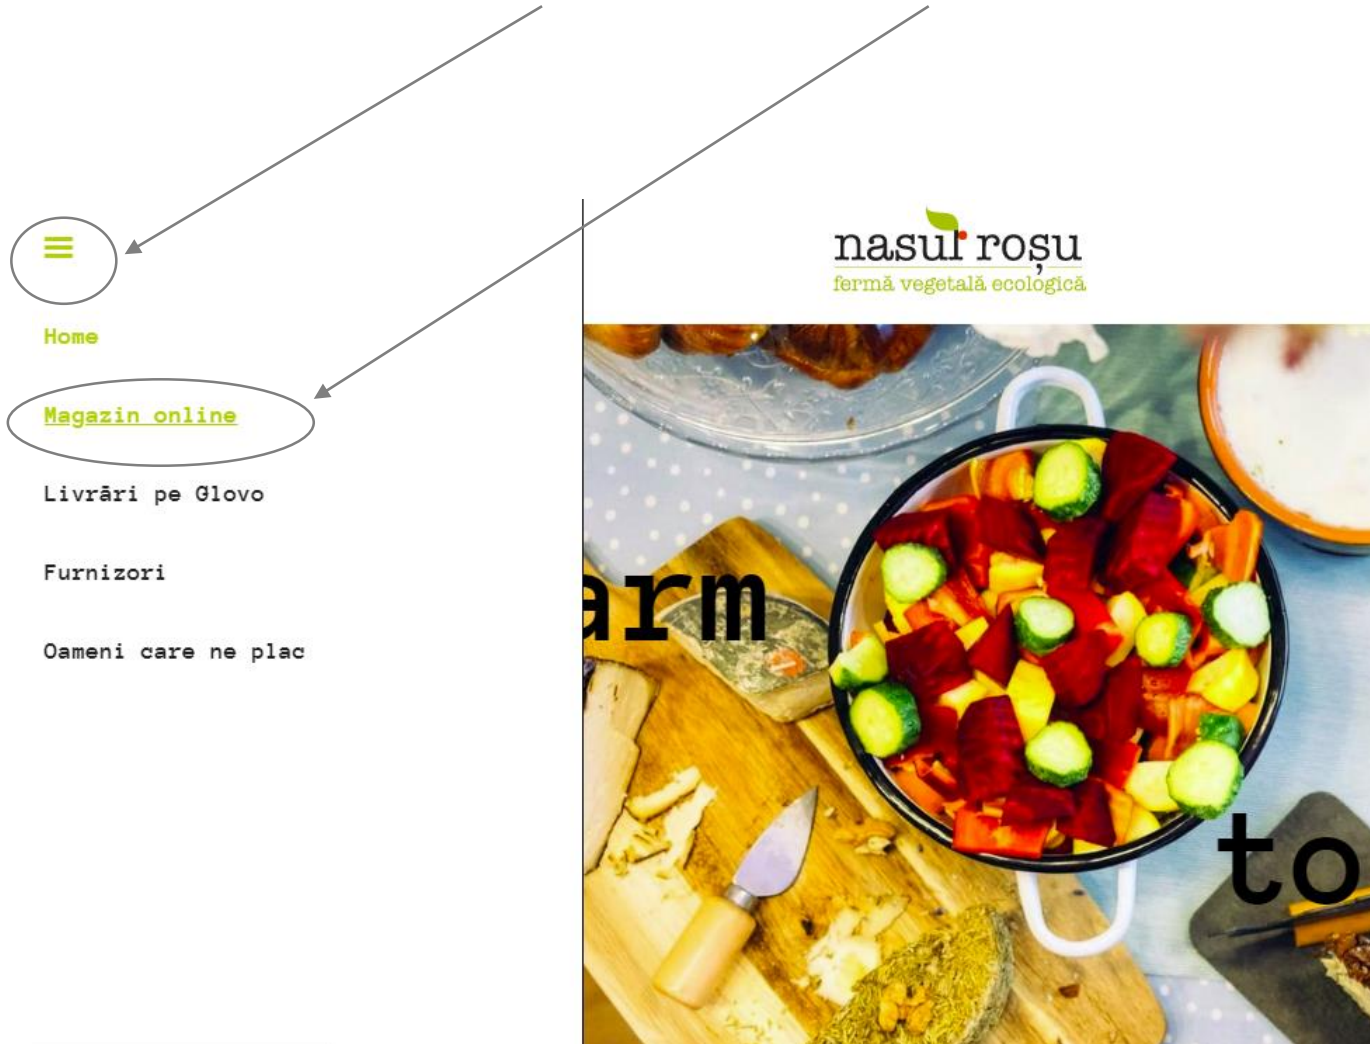 Home
Magazin online
Livrări pe Glovo
Furnizori
Oameni care ne plac
nasul roșu
fermă vegetală ecologică
arm
to